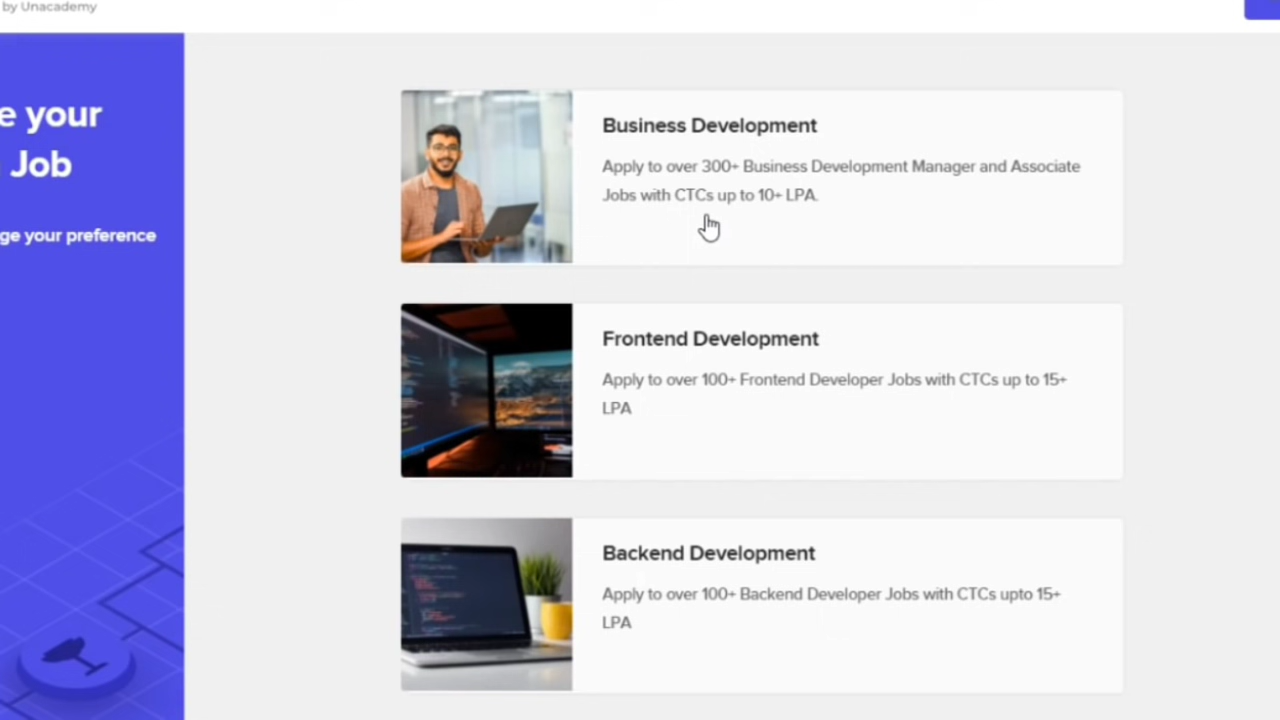 by Unacademy
e your
Job
ge your preference
Business Development
Apply to over 300+ Business Development Manager and Associate
Jobs with CTCs up to 10+ LPA.
Frontend Development
Apply to over 100+ Frontend Developer Jobs with CTCs up to 15+
LPA
Backend Development
Apply to over 100+ Backend Developer Jobs with CTCs upto 15+
LPA